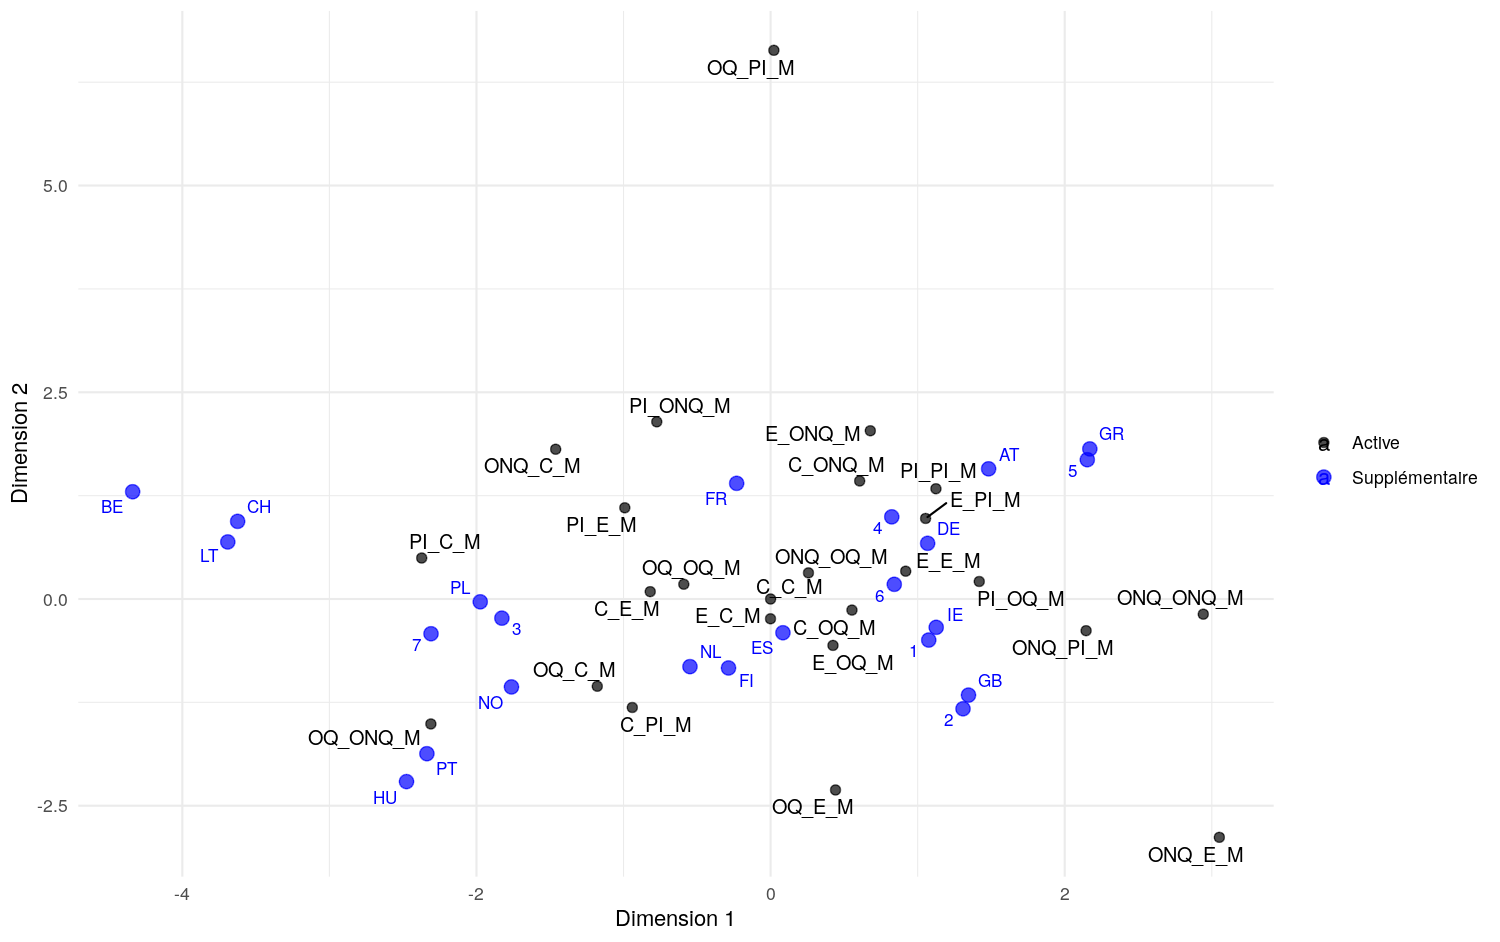 OQ_PI_M
5.0
2.5
PI_ONQ_M
E_ONQ_M
GR
AT
ONQ_C_M
C_ONQ_M
PI_PI_M
5
Active
Supplémentaire
BE
CH
FR
E_PI_M
PI_E_M
4
DE
LT
PI_C_M
ONQ_OQ_M
E_E_M
OQ_OQ_M
PL
C_C_M
6
PI_OQ_M
ONQ_ONQ_M
0.0
C_E_M
E_C_M
IE
3
C_OQ_M
7
NL
ES
1
ONQ_PI_M
E_OQ_M
OQ_C_M
FI
GB
NO
2
C_PI_M
OQ_ONQ_M
PT
HU
-2.5
OQ_E_M
ONQ_E_M
-4
-2
0
2
Dimension 1
Dimension 2
a
a